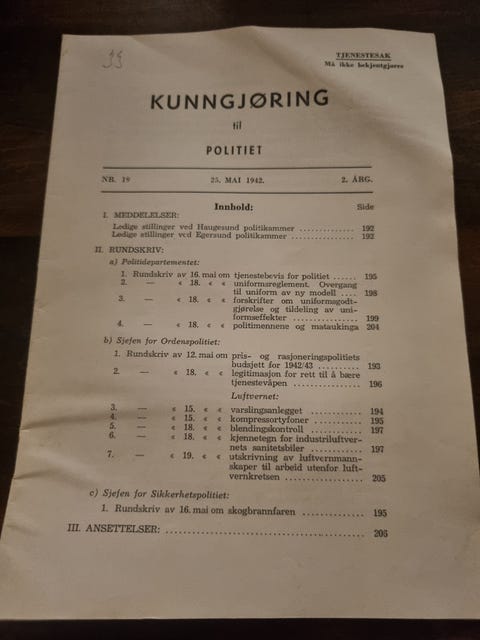 TJENESTESAK
Må ikke bekjentgjøres
KUNNGJØRING
til
POLITIET
NR. 19 25. MAI 1942. 2. ÅRG.
Innhold: Side
I. MEDDELELSER:
Ledige stillinger ved Haugesund politikammer .............. 192
Ledige stillinger ved Egersund politikammer .............. 192
II. RUNDSKRIV:
a) Politidepartementet:
1. Rundskriv av 16. mai om tjenestebevis for politiet ...... 195
2. — « 18. « « uniformsreglement. Overgang
til uniform av ny modell .... 198
3. — « 18. « « forskrifter om uniformsgodt-
gjørelse og tildeling av uni-
formseffekter ................ 199
4. — « 18. « « politimennene og mataukinga 204
b) Sjefen for Ordenspolitiet:
1. Rundskriv av 12. mai om pris- og rasjoneringspolitiets
budsjett for 1942/43 ........ 193
2. — « 18. « « legitimasjon for rett til å bære
tjenestevåpen ................ 196
Luftvernet:
3. — « 15. « « varslingsanlegget ............ 194
4. — « 15. « « kompressortyfoner ............ 195
5. — « 18. « « blendingskontroll ............ 197
6. — « 18. « « kjennetegn for industriluftver-
nets sanitetsbiler ............ 197
7. — « 19. « « utskrivning av luftvernmann-
skaper til arbeid utenfor luft-
vernkretsen .................. 205
c) Sjefen for Sikkerhetspolitiet:
1. Rundskriv av 16. mai om skogbrannfaren .............. 195
III. ANSETTELSER: ........................................ 206